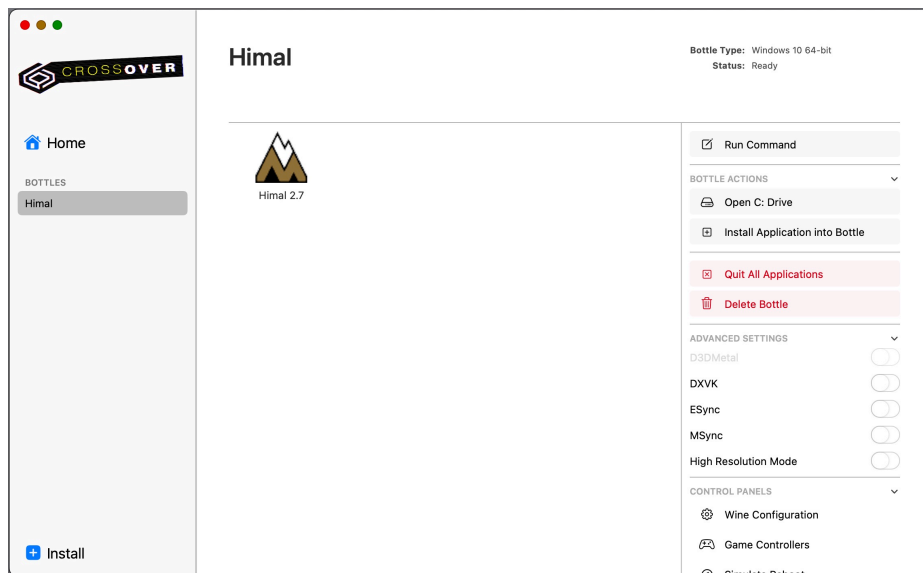 CROSSOVER
Home
BOTTLES
Himal
Install
Himal
Bottle Type: Windows 10 64-bit
Status: Ready
Himal 2.7
Run Command
BOTTLE ACTIONS
Open C: Drive
Install Application into Bottle
Quit All Applications
Delete Bottle
ADVANCED SETTINGS
D3DMetal
DXVK
ESync
MSync
High Resolution Mode
CONTROL PANELS
Wine Configuration
Game Controllers
Simulate Reboot